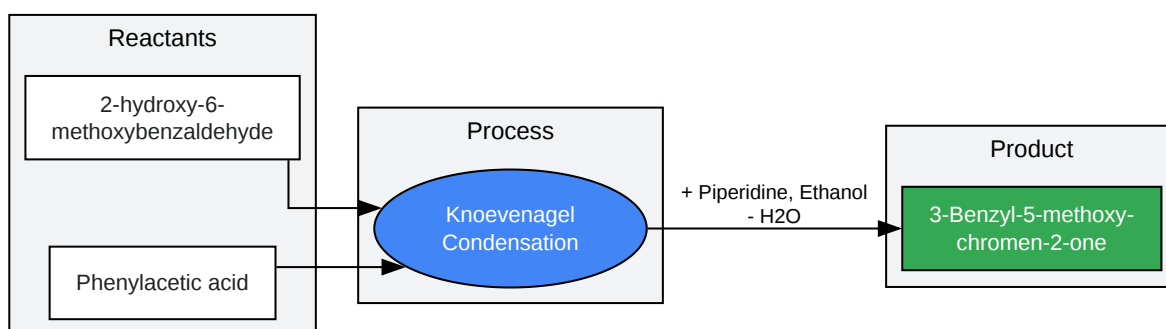 Reactants
2-hydroxy-6-
methoxybenzaldehyde
Phenylacetic acid
Process
Knoevenagel
Condensation
+ Piperidine, Ethanol
- H2O
Product
3-Benzyl-5-methoxy-
chromen-2-one